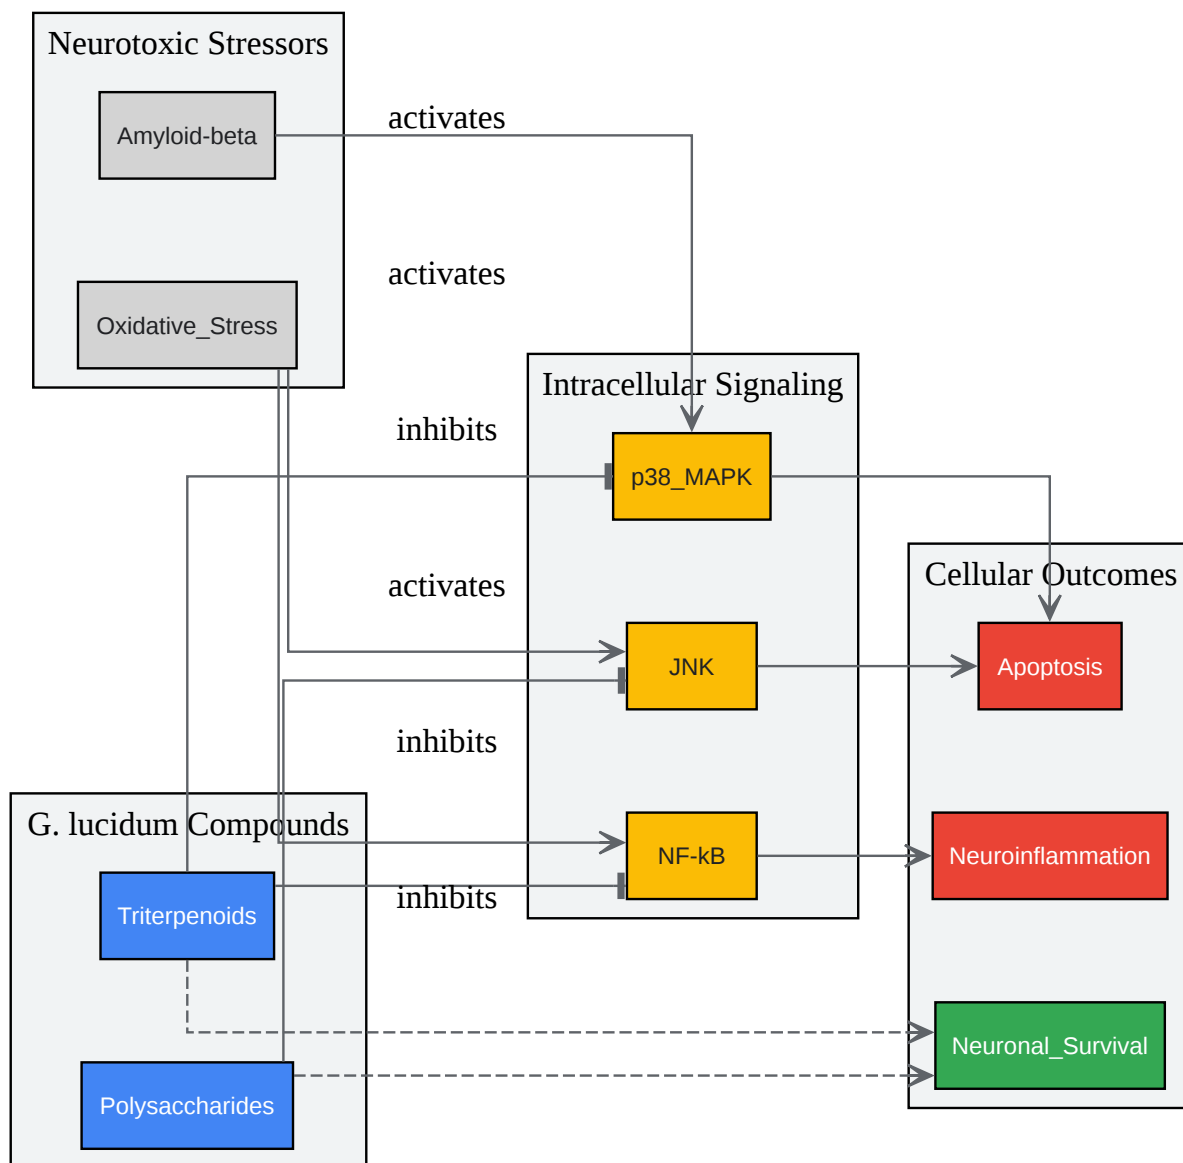 Neurotoxic Stressors
Amyloid-beta
activates
activates
Oxidative_Stress
Intracellular Signaling
inhibits
p38_MAPK
Cellular Outcomes
activates
JNK
Apoptosis
inhibits
G. lucidum Compounds
NF-kB
Neuroinflammation
inhibits
Triterpenoids
Neuronal_Survival
Polysaccharides